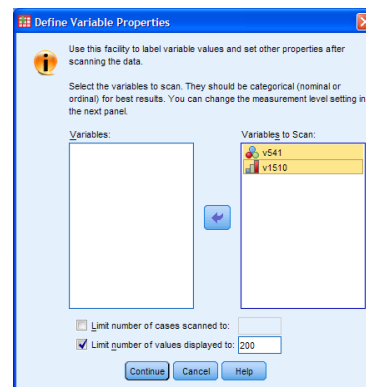 Define Variable Properties
Use this facility to label variable values and set other properties after
scanning the data.
Select the variables to scan. They should be categorical (nominal or
ordinal) for best results. You can change the measurement level setting in
the next panel.
Variables:
Variables to Scan:
v541
v1510
Limit number of cases scanned to:
Limit number of values displayed to: 200
Continue Cancel Help